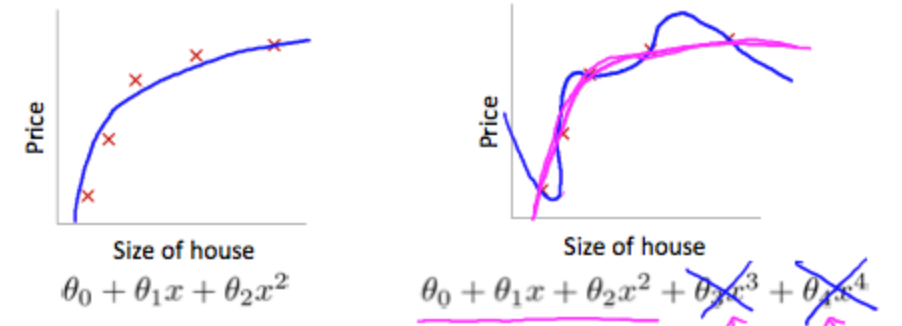 Price
Size of house
θ₀ + θ₁x + θ₂x²
Price
Size of house
θ₀ + θ₁x + θ₂x² + θ₃x³ + θ₄x⁴